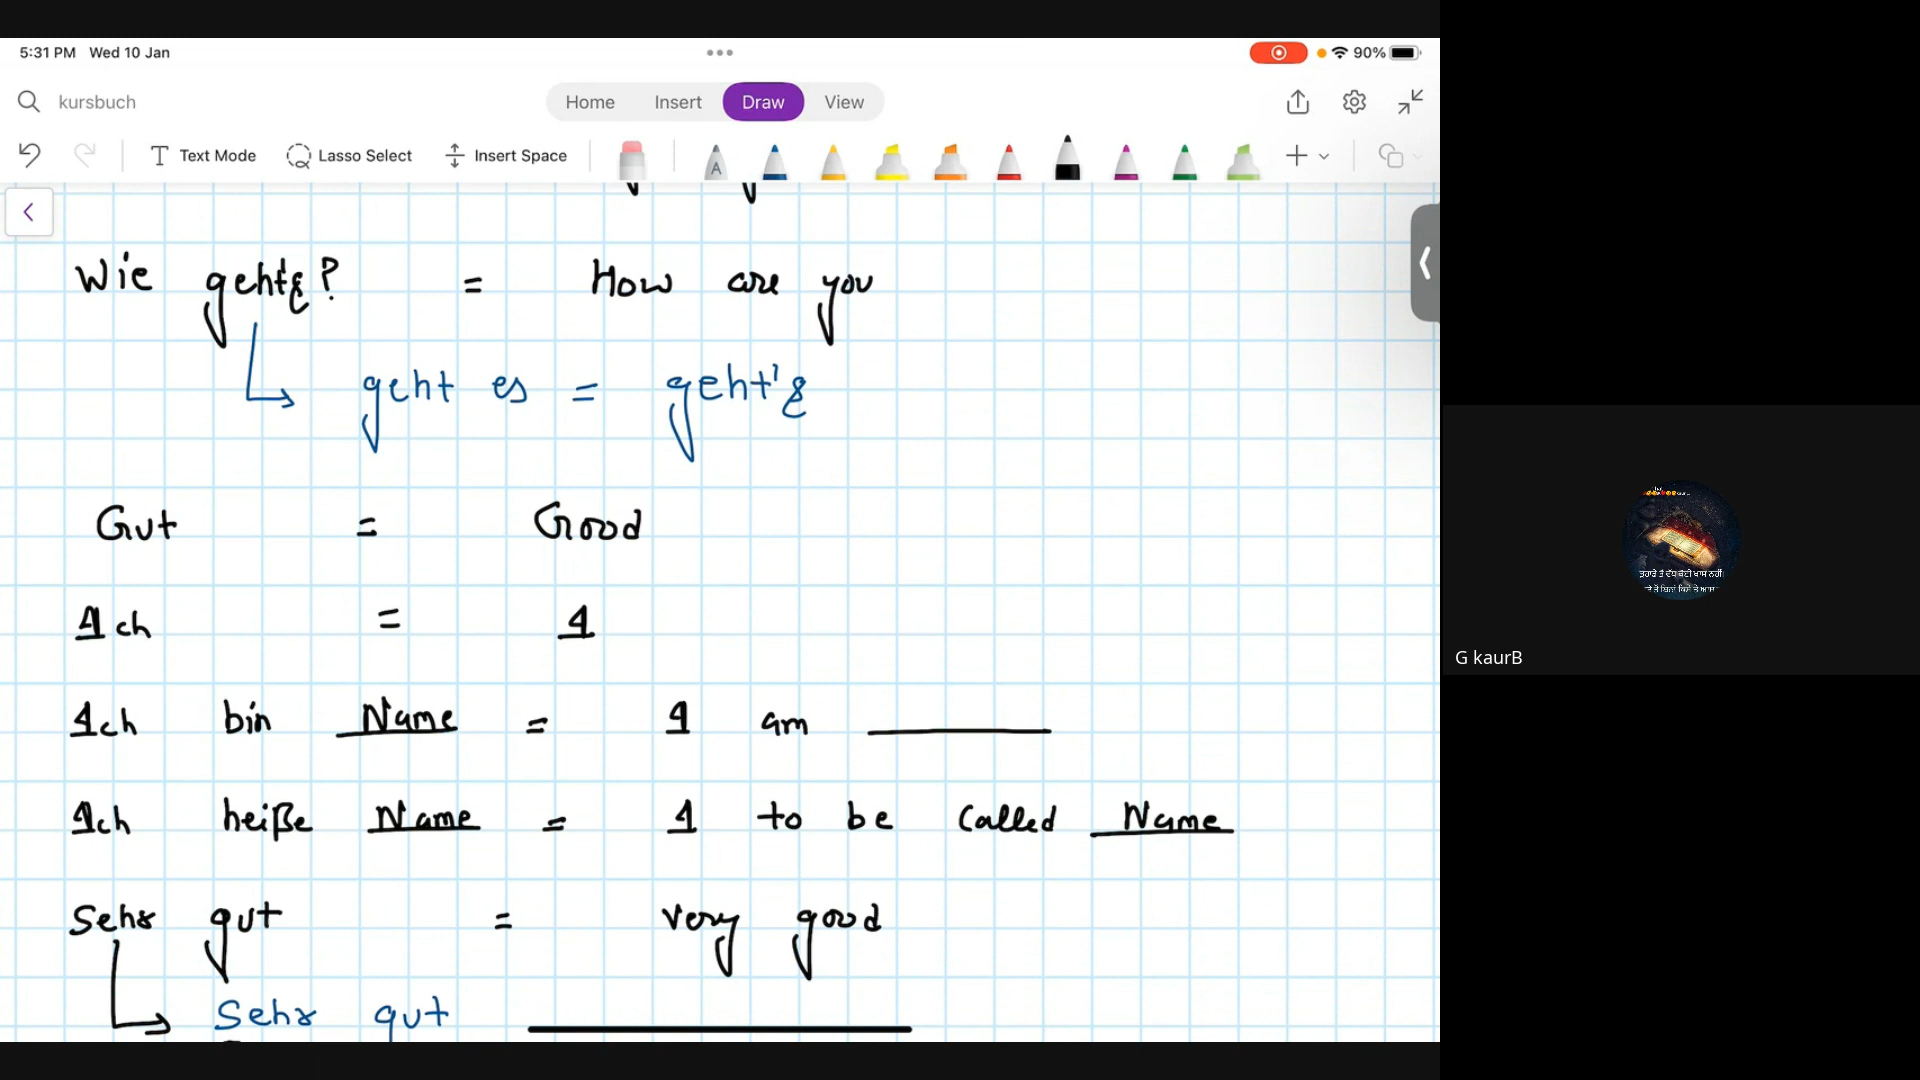 5:31 PM Wed 10 Jan
90%
kursbuch
Home Insert Draw View
Text Mode Lasso Select Insert Space
A
Wie geht's? = How are you
geht es = geht's
Gut = Good
Ich = I
Ich bin Name = I am ____
Ich heiße Name = I to be called Name
Sehr gut = very good
Sehr gut
G kaurB